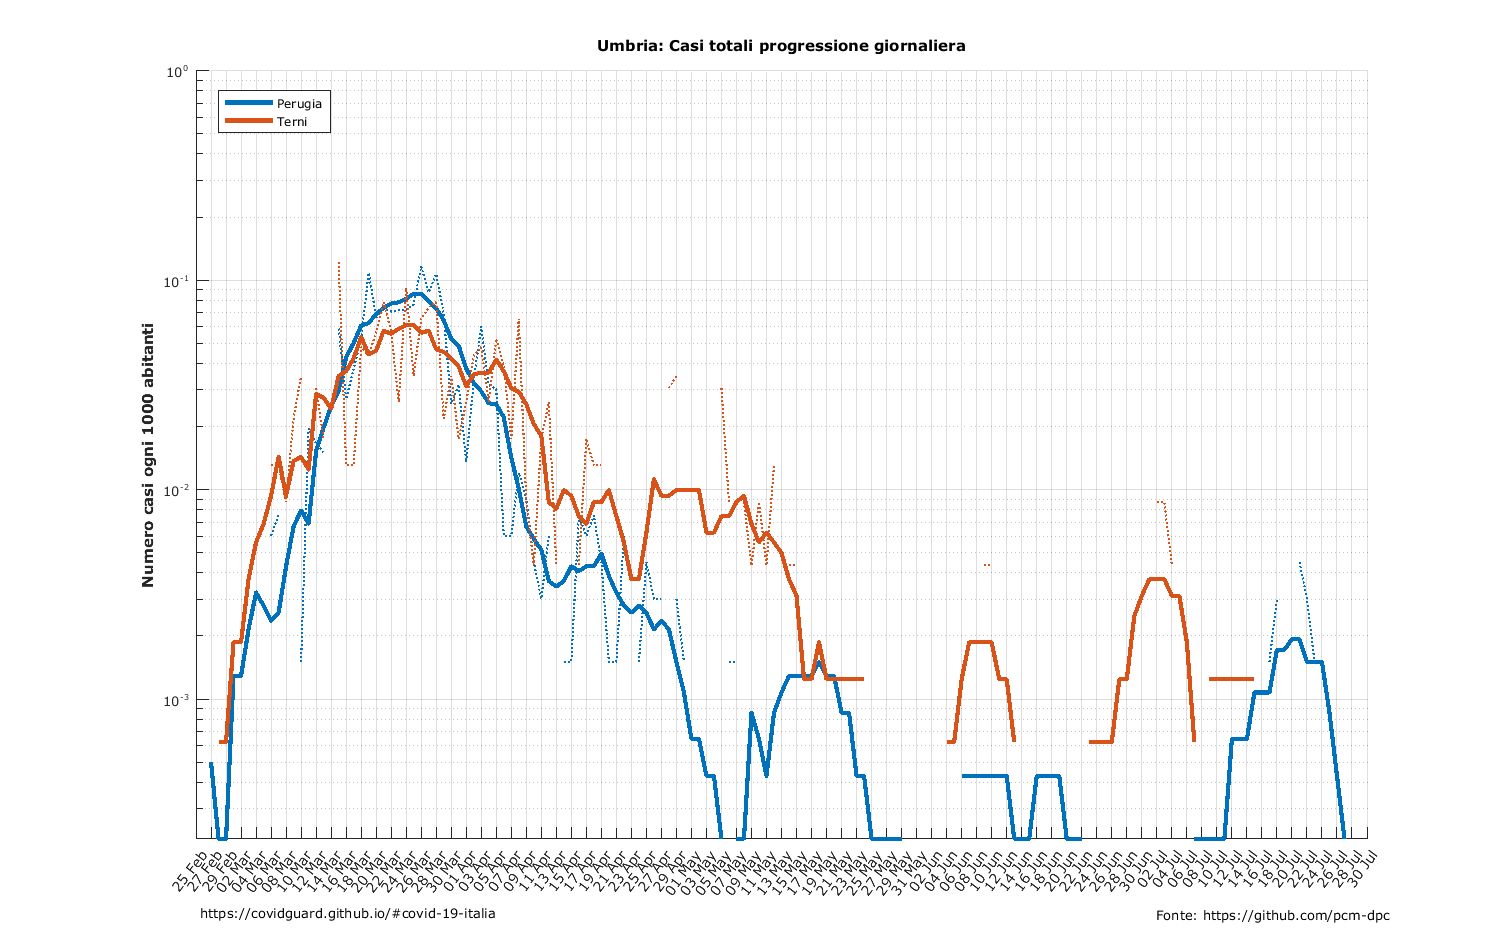 Umbria: Casi totali progressione giornaliera
10⁰
10⁻¹
10⁻²
10⁻³
Numero casi ogni 1000 abitanti
Perugia
Terni
25 Feb
27 Feb
29 Feb
02 Mar
04 Mar
06 Mar
08 Mar
10 Mar
12 Mar
14 Mar
16 Mar
18 Mar
20 Mar
22 Mar
24 Mar
26 Mar
28 Mar
30 Mar
01 Apr
03 Apr
05 Apr
07 Apr
09 Apr
11 Apr
13 Apr
15 Apr
17 Apr
19 Apr
21 Apr
23 Apr
25 Apr
27 Apr
29 Apr
01 May
03 May
05 May
07 May
09 May
11 May
13 May
15 May
17 May
19 May
21 May
23 May
25 May
27 May
29 May
31 May
02 Jun
04 Jun
06 Jun
08 Jun
10 Jun
12 Jun
14 Jun
16 Jun
18 Jun
20 Jun
22 Jun
24 Jun
26 Jun
28 Jun
30 Jun
02 Jul
04 Jul
06 Jul
08 Jul
10 Jul
12 Jul
14 Jul
16 Jul
18 Jul
20 Jul
22 Jul
24 Jul
26 Jul
28 Jul
30 Jul
https://covidguard.github.io/#covid-19-italia
Fonte: https://github.com/pcm-dpc